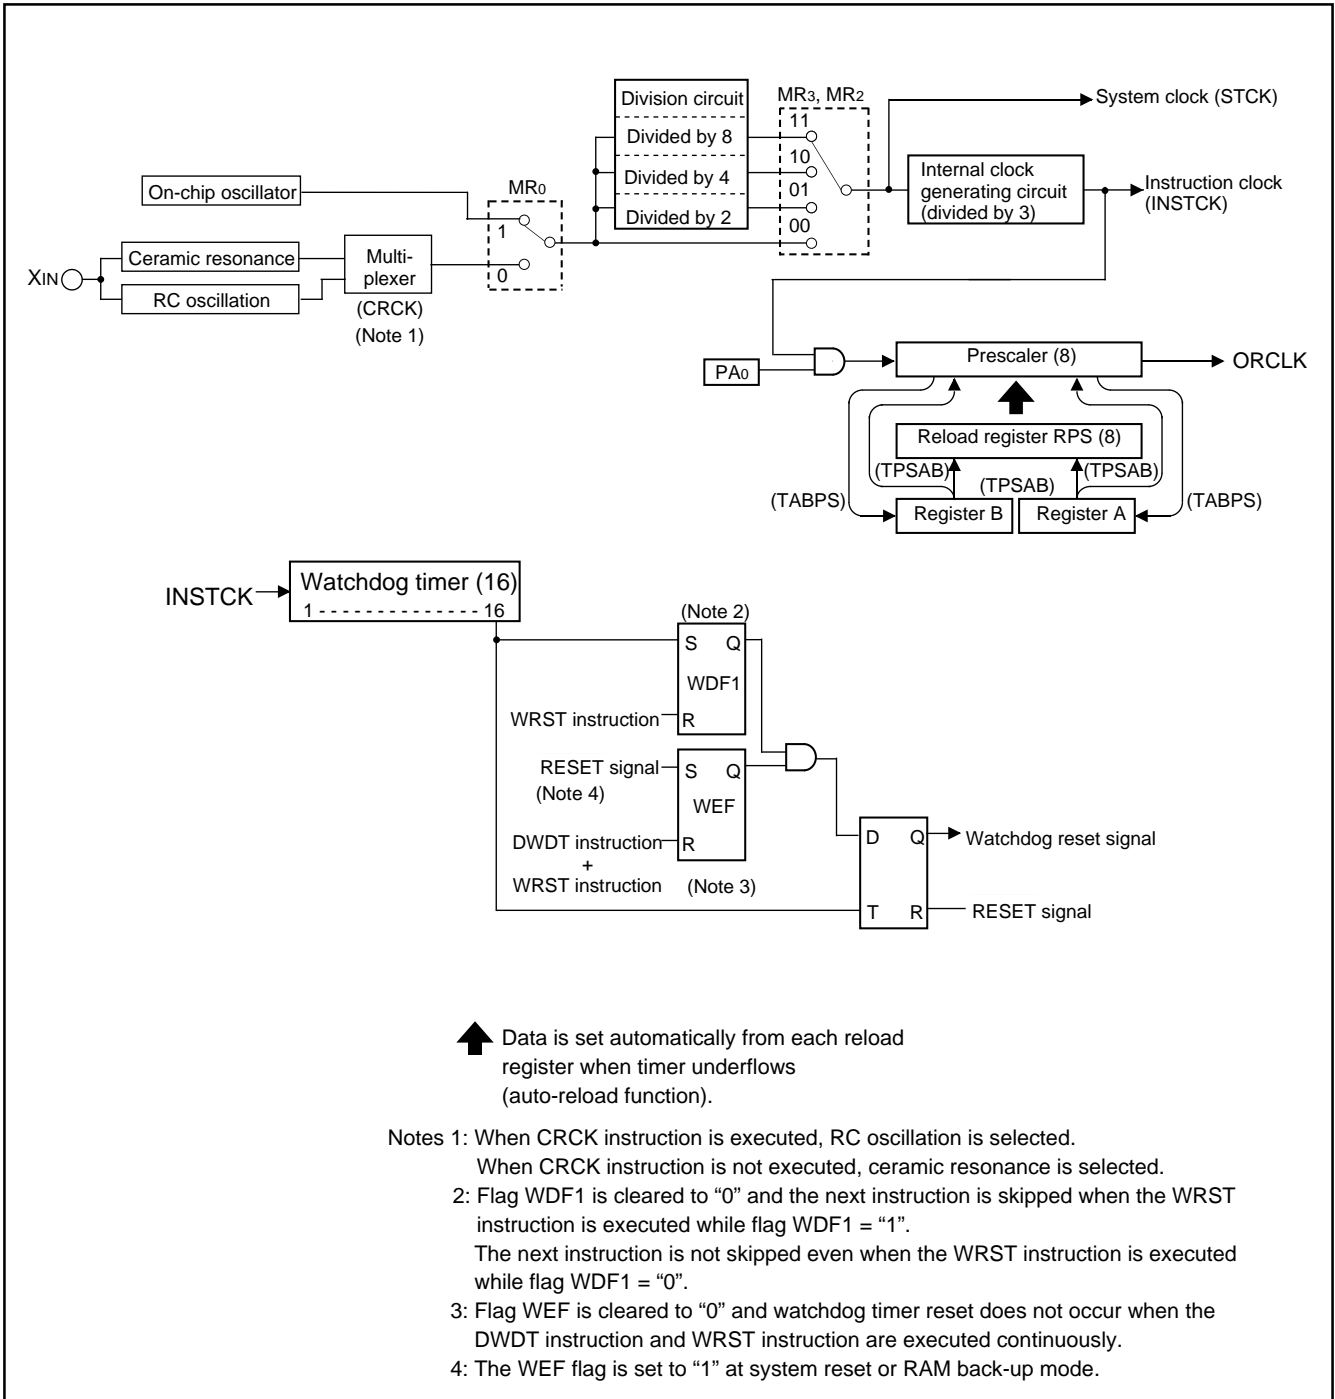 Division circuit
MR3, MR2
System clock (STCK)
11
Divided by 8
10
Internal clock
generating circuit
(divided by 3)
Divided by 4
01
Instruction clock
(INSTCK)
On-chip oscillator
MR0
Divided by 2
00
1
Ceramic resonance
Multi-
plexer
0
XIN
RC oscillation
(CRCK)
(Note 1)
Prescaler (8)
ORCLK
PA0
Reload register RPS (8)
(TPSAB)
(TPSAB)
(TPSAB)
(TABPS)
Register B
Register A
(TABPS)
INSTCK
Watchdog timer (16)
1 - - - - - - - - - - - - - - 16
(Note 2)
S Q
WDF1
WRST instruction
R
RESET signal
S Q
(Note 4)
WEF
DWDT instruction
R
+
WRST instruction
(Note 3)
D Q
Watchdog reset signal
T R
RESET signal
Data is set automatically from each reload
register when timer underflows
(auto-reload function).
Notes 1: When CRCK instruction is executed, RC oscillation is selected.
When CRCK instruction is not executed, ceramic resonance is selected.
2: Flag WDF1 is cleared to “0” and the next instruction is skipped when the WRST
instruction is executed while flag WDF1 = “1”.
The next instruction is not skipped even when the WRST instruction is executed
while flag WDF1 = “0”.
3: Flag WEF is cleared to “0” and watchdog timer reset does not occur when the
DWDT instruction and WRST instruction are executed continuously.
4: The WEF flag is set to “1” at system reset or RAM back-up mode.